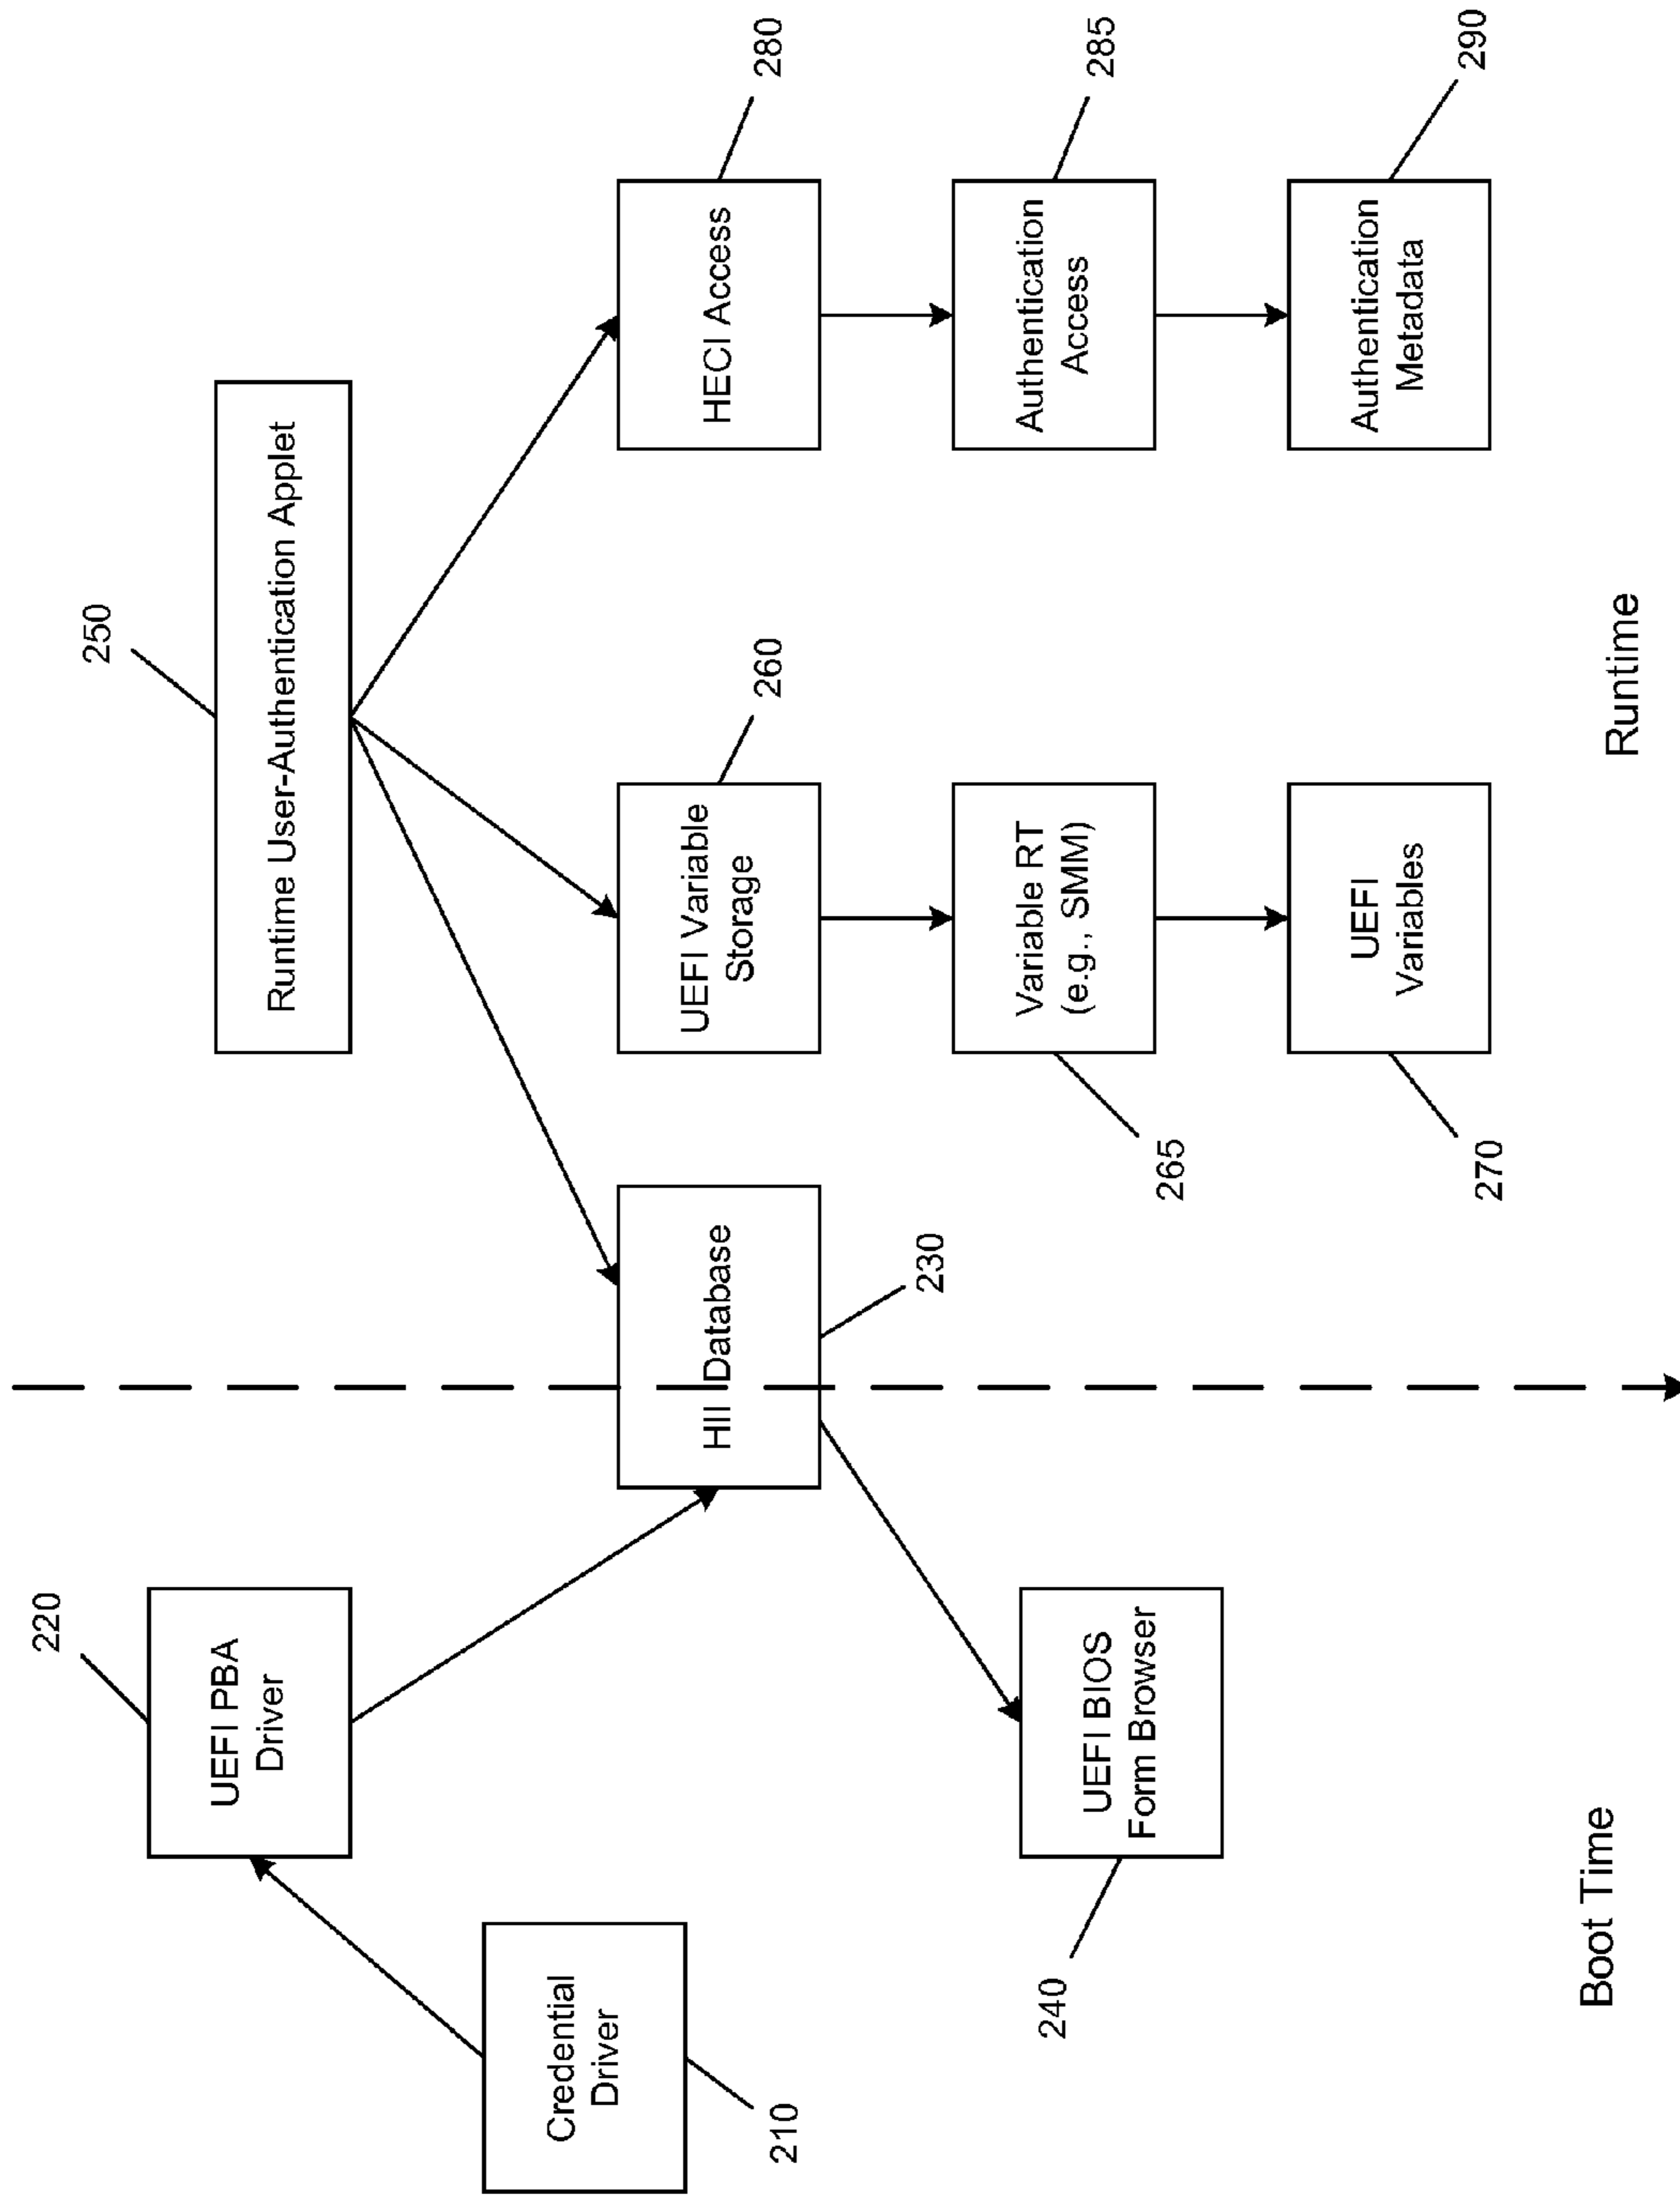 250
Runtime User-Authentication Applet
220
UEFI PBA
Driver
Credential
Driver
210
HII Database
230
UEFI BIOS
Form Browser
240
UEFI Variable
Storage
260
Variable RT
(e.g., SMM)
265
UEFI
Variables
270
HECI Access
280
Authentication
Access
285
Authentication
Metadata
290
Boot Time
Runtime